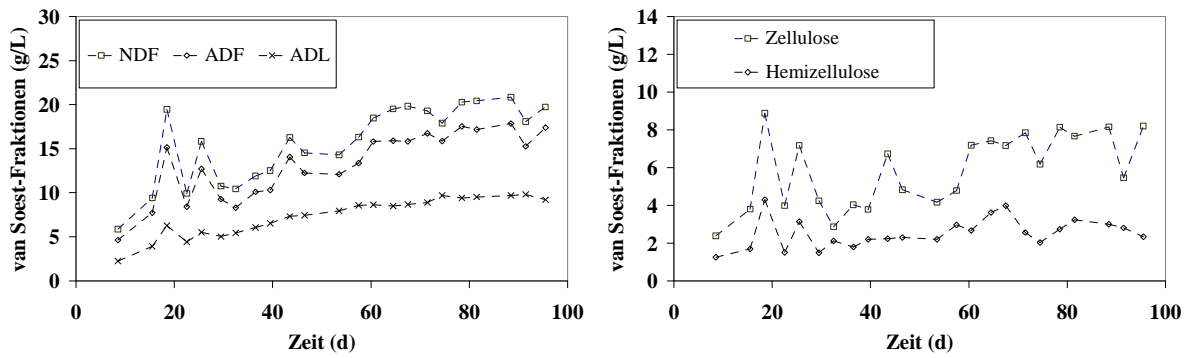 van Soest-Fraktionen (g/L)
30
25
20
15
10
5
0
NDF ADF ADL
0 20 40 60 80 100
Zeit (d)
van Soest-Fraktionen (g/L)
14
12
10
8
6
4
2
0
Zellulose
Hemizellulose
0 20 40 60 80 100
Zeit (d)